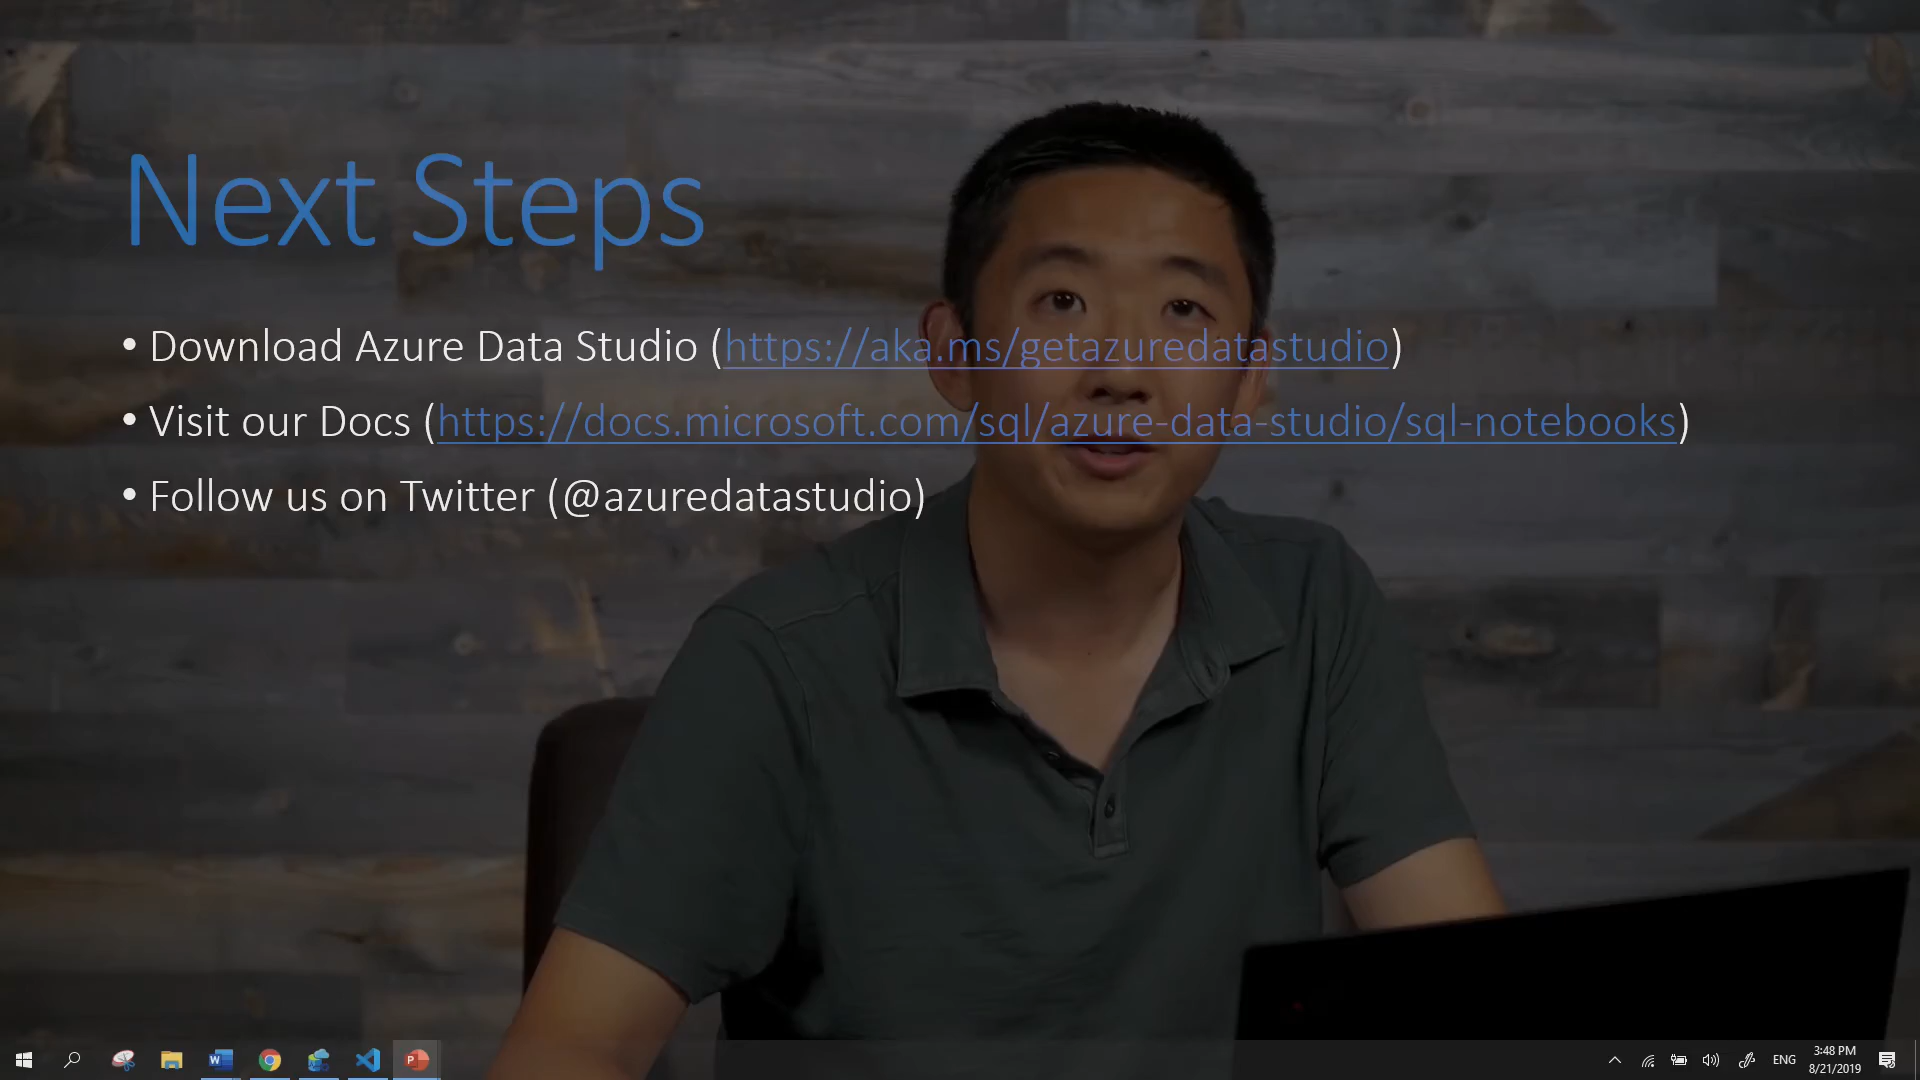 Next Steps
• Download Azure Data Studio (https://aka.ms/getazuredatastudio)
• Visit our Docs (https://docs.microsoft.com/sql/azure-data-studio/sql-notebooks)
• Follow us on Twitter (@azuredatastudio)
ENG
3:48 PM
8/21/2019